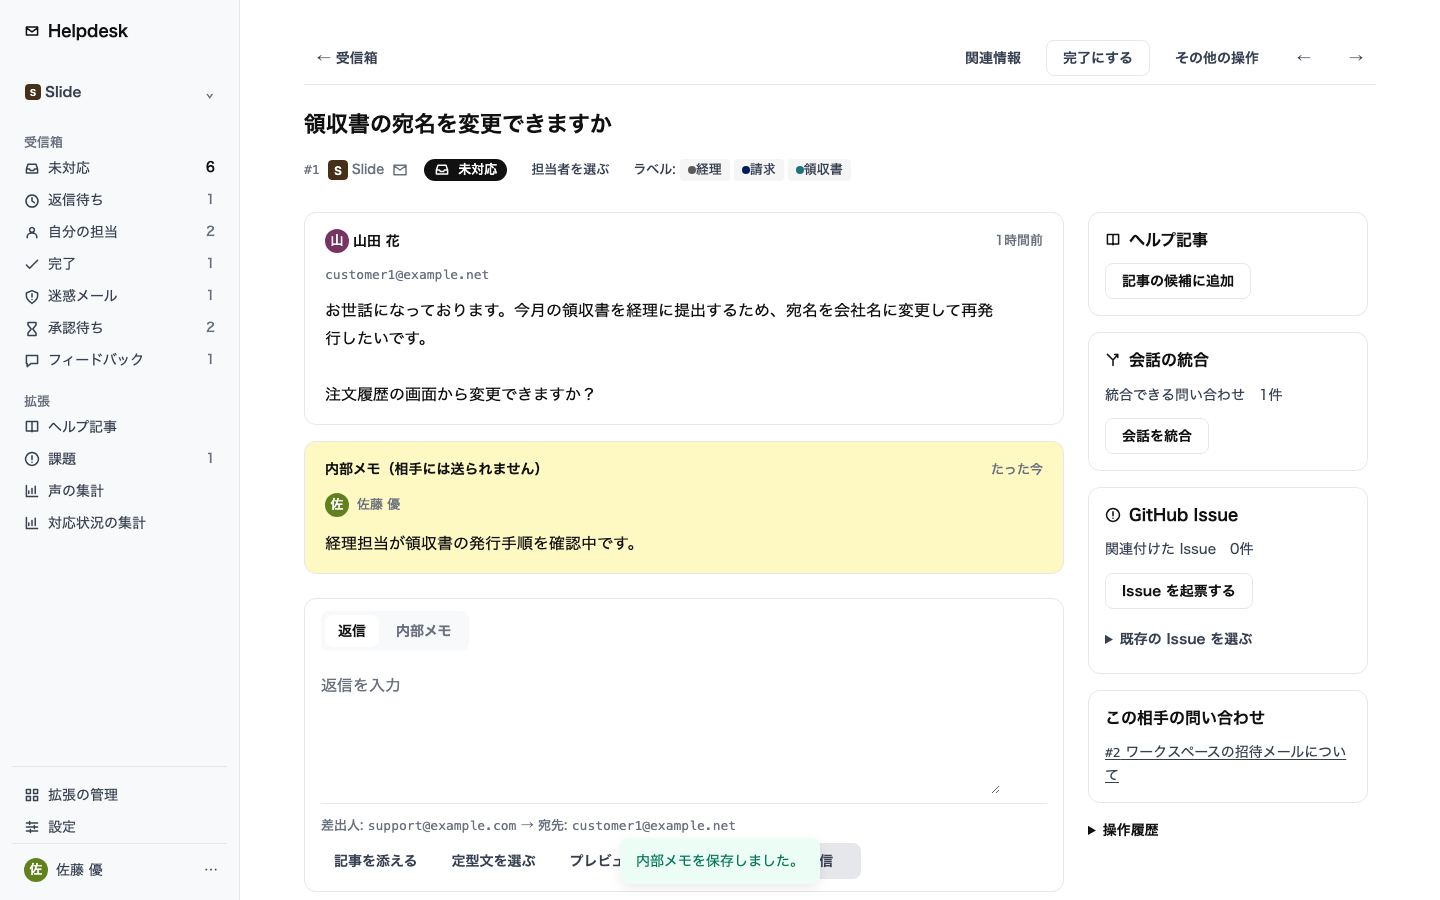 Helpdesk
S Slide
受信箱
未対応 6
返信待ち 1
自分の担当 2
完了 1
迷惑メール 1
承認待ち 2
フィードバック 1
拡張
ヘルプ記事
課題 1
声の集計
対応状況の集計
拡張の管理
設定
佐 佐藤 優 …
← 受信箱 関連情報 完了にする その他の操作 ← →
領収書の宛名を変更できますか
#1 S Slide 未対応 担当者を選ぶ ラベル: 経理 請求 領収書
山 山田 花 1時間前
customer1@example.net
お世話になっております。今月の領収書を経理に提出するため、宛名を会社名に変更して再発
行したいです。
注文履歴の画面から変更できますか？
内部メモ（相手には送られません） たった今
佐 佐藤 優
経理担当が領収書の発行手順を確認中です。
返信 内部メモ
返信を入力
差出人: support@example.com → 宛先: customer1@example.net
記事を添える 定型文を選ぶ プレビュ 内部メモを保存しました。 信
ヘルプ記事
記事の候補に追加
会話の統合
統合できる問い合わせ 1件
会話を統合
GitHub Issue
関連付けた Issue 0件
Issue を起票する
▶ 既存の Issue を選ぶ
この相手の問い合わせ
#2 ワークスペースの招待メールについ
て
▶ 操作履歴